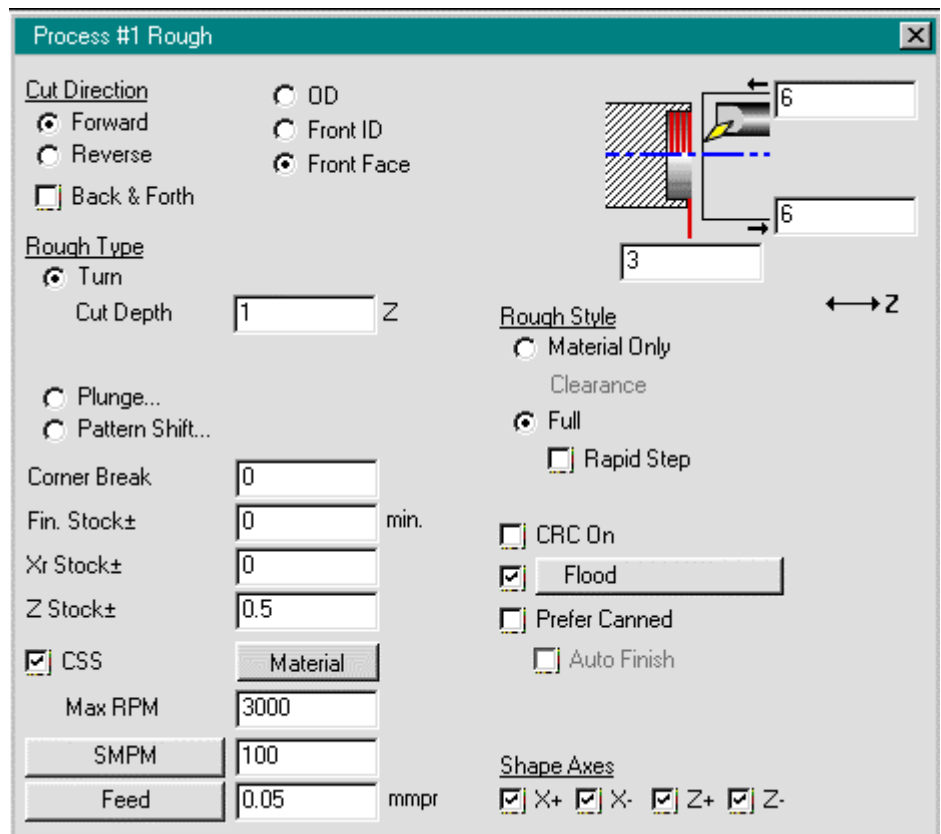 Process #1 Rough
Cut Direction
Forward
Reverse
Back & Forth
OD
Front ID
Front Face
6
6
3
Z
Rough Type
Turn
Cut Depth 1 Z
Plunge...
Pattern Shift...
Corner Break 0
Fin. Stock± 0 min.
Xr Stock± 0
Z Stock± 0.5
CSS Material
Max RPM 3000
SMPM 100
Feed 0.05 mmpr
Rough Style
Material Only
Clearance
Full
Rapid Step
CRC On
Flood
Prefer Canned
Auto Finish
Shape Axes
X+ X- Z+ Z-